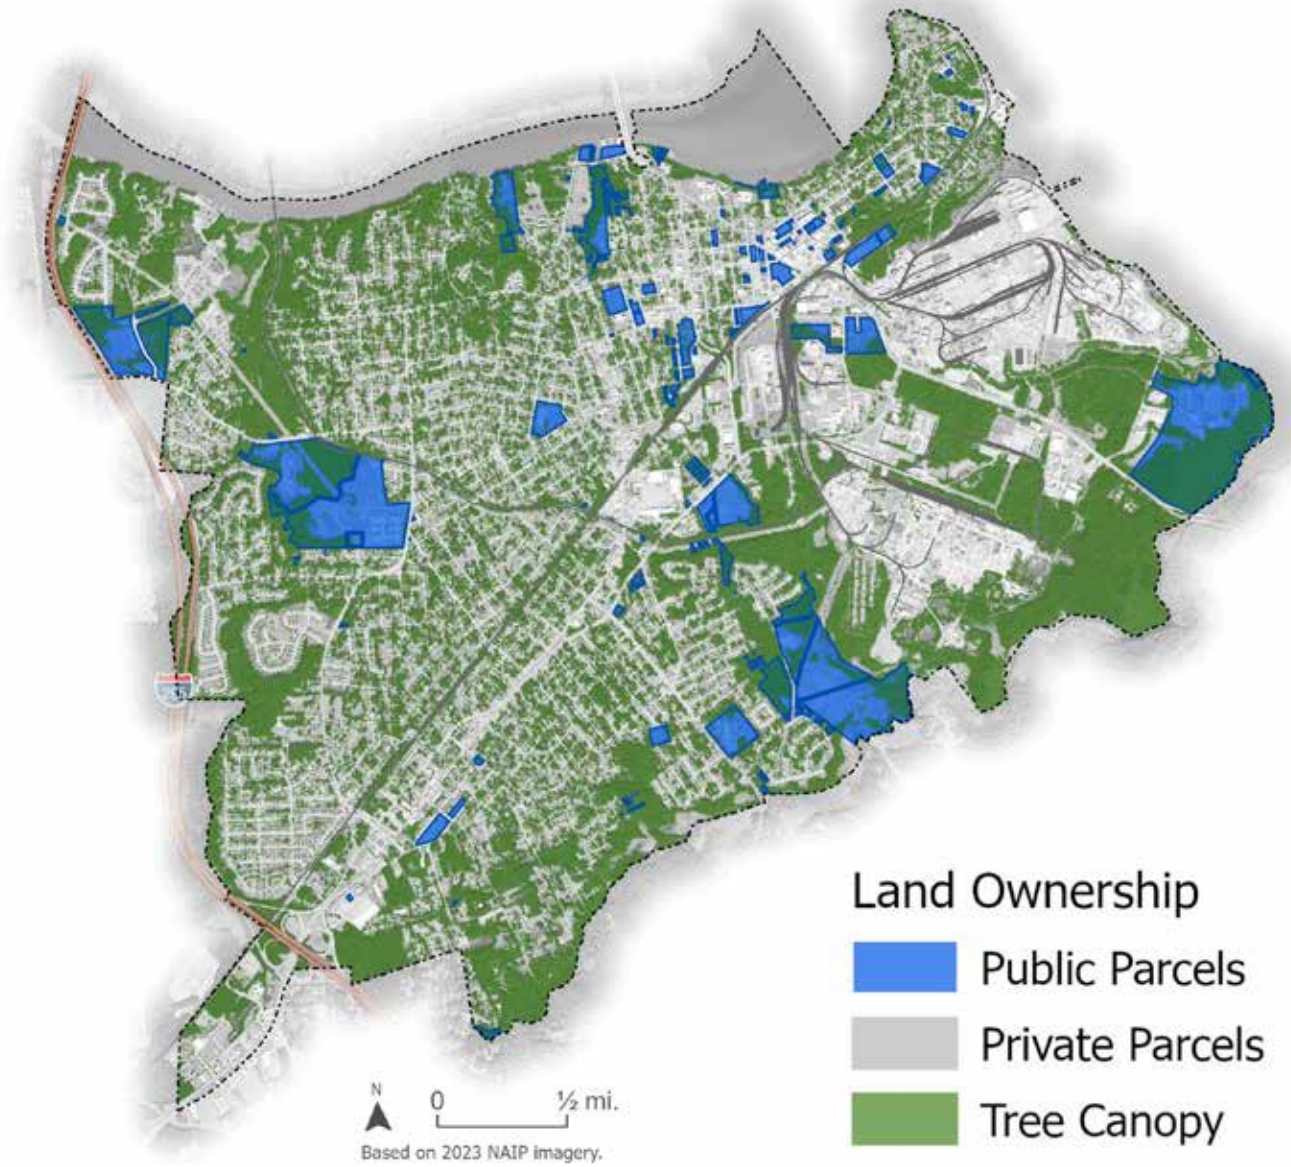 Land Ownership
Public Parcels
Private Parcels
Tree Canopy
N
0 ½ mi.
Based on 2023 NAIP imagery.